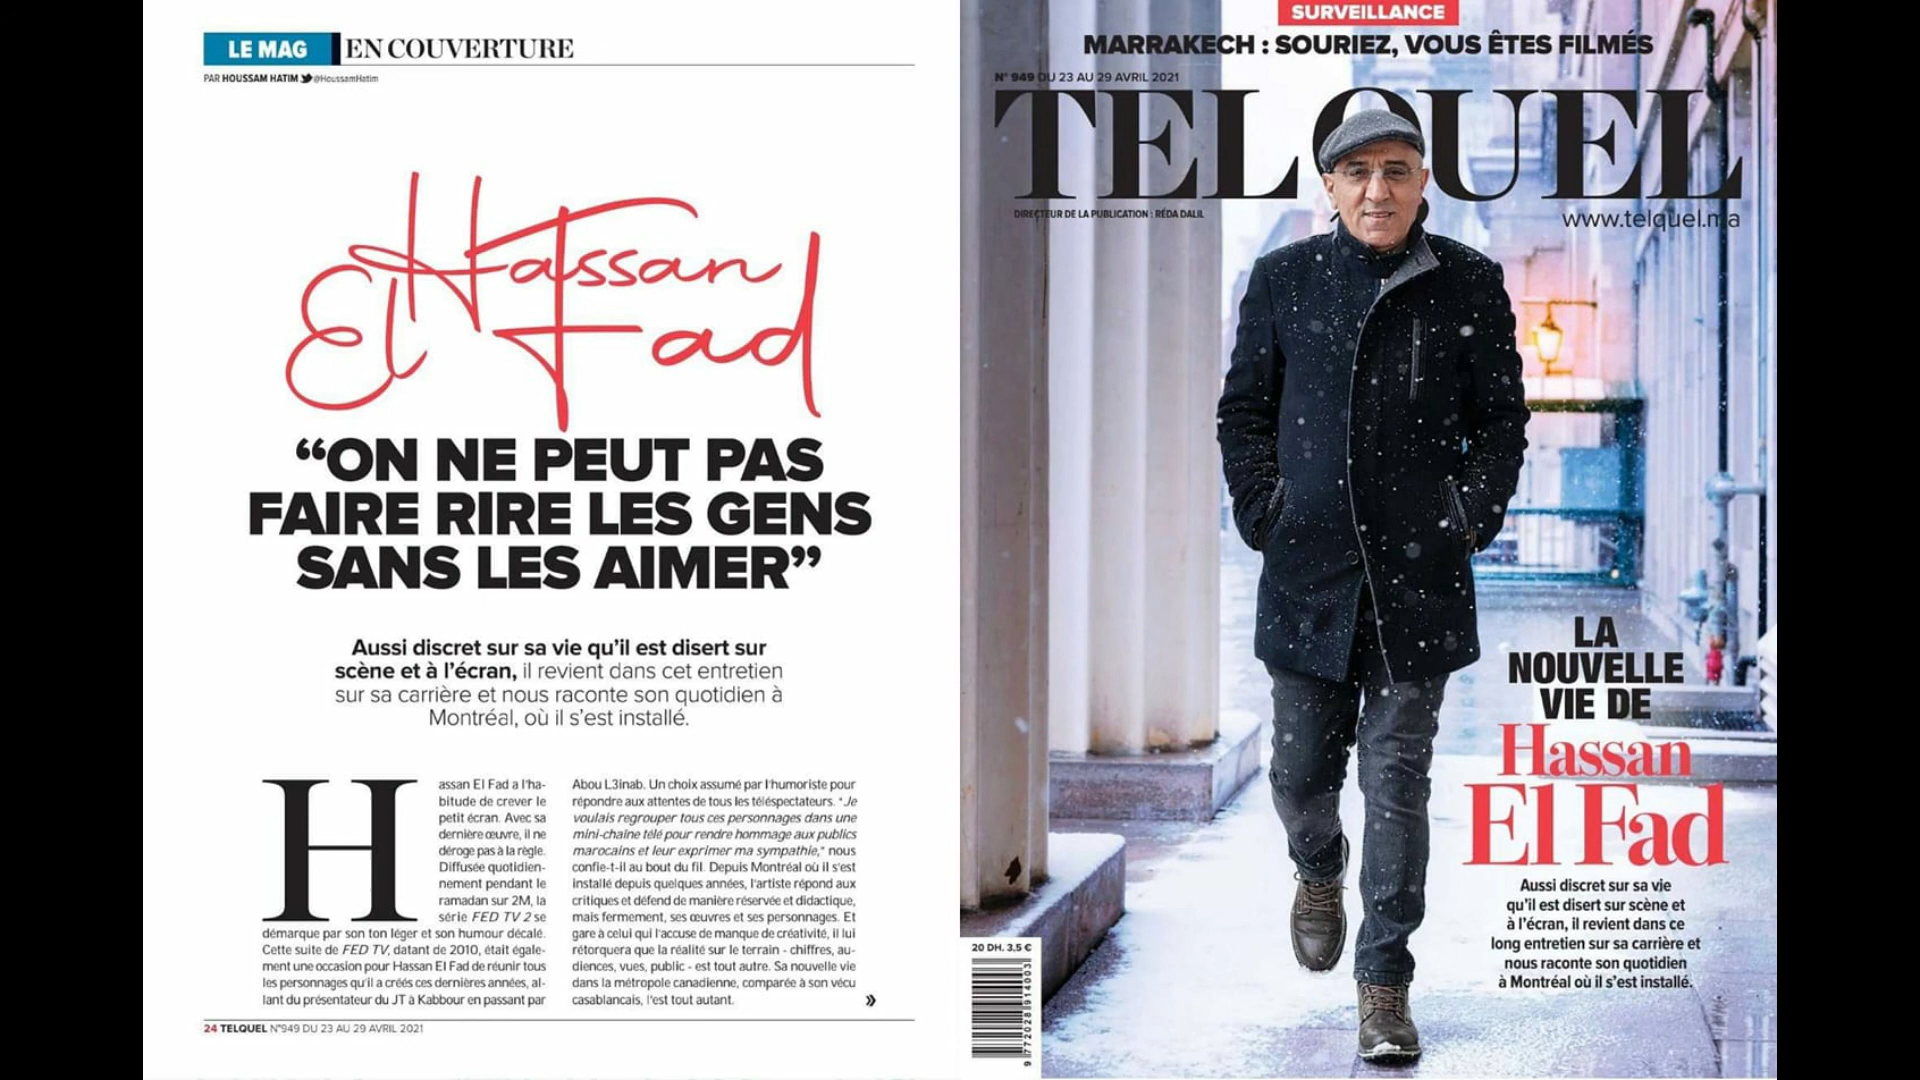 LE MAG EN COUVERTURE
PAR HOUSSAM HATIM @HoussamHatim
Hassan
El Fad
“ON NE PEUT PAS
FAIRE RIRE LES GENS
SANS LES AIMER”
Aussi discret sur sa vie qu’il est disert sur
scène et à l’écran, il revient dans cet entretien
sur sa carrière et nous raconte son quotidien à
Montréal, où il s’est installé.
Hassan El Fad a l’ha-
bitude de crever le
petit écran. Avec sa
dernière œuvre, il ne
déroge pas à la règle.
Diffusée quotidien-
nement pendant le
ramadan sur 2M, la
série FED TV 2 se
démarque par son ton léger et son humour décalé.
Cette suite de FED TV, datant de 2010, était égale-
ment une occasion pour Hassan El Fad de réunir tous
les personnages qu’il a créés ces dernières années, al-
lant du présentateur du JT à Kabbour en passant par
Abou L3inab. Un choix assumé par l’humoriste pour
répondre aux attentes de tous les téléspectateurs. “Je
voulais regrouper tous ces personnages dans une
mini-chaîne télé pour rendre hommage aux publics
marocains et leur exprimer ma sympathie,” nous
confie-t-il au bout du fil. Depuis Montréal où il s’est
installé depuis quelques années, l’artiste répond aux
critiques et défend de manière réservée et didactique,
mais fermement, ses œuvres et ses personnages. Et
gare à celui qui l’accuse de manque de créativité, il lui
rétorquera que la réalité sur le terrain - chiffres, au-
diences, vues, public - est tout autre. Sa nouvelle vie
dans la métropole canadienne, comparée à son vécu
casablancais, l’est tout autant. »
24 TELQUEL N°949 DU 23 AU 29 AVRIL 2021
SURVEILLANCE
MARRAKECH : SOURIEZ, VOUS ÊTES FILMÉS
N° 949 DU 23 AU 29 AVRIL 2021
TELQUEL
DIRECTEUR DE LA PUBLICATION : RÉDA DALIL
www.telquel.ma
LA
NOUVELLE
VIE DE
Hassan
El Fad
Aussi discret sur sa vie
qu’il est disert sur scène et
à l’écran, il revient dans ce
long entretien sur sa carrière et
nous raconte son quotidien
à Montréal où il s’est installé.
20 DH. 3.5 €
9 772028 914003